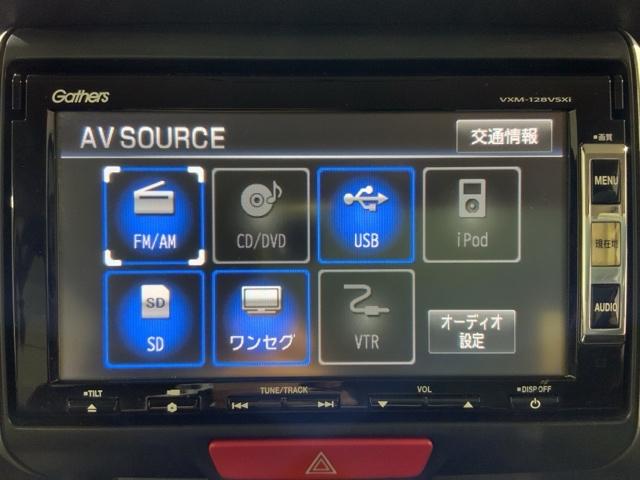 Gathers
VXM-128VSXi
AV SOURCE
交通情報
■画質
MENU
FM/AM
CD/DVD
USB
iPod
現在地
SD
SD
ワンセグ
VTR
オーディオ
設定
AUDIO
■TILT
TUNE/TRACK
VOL
■DISP OFF